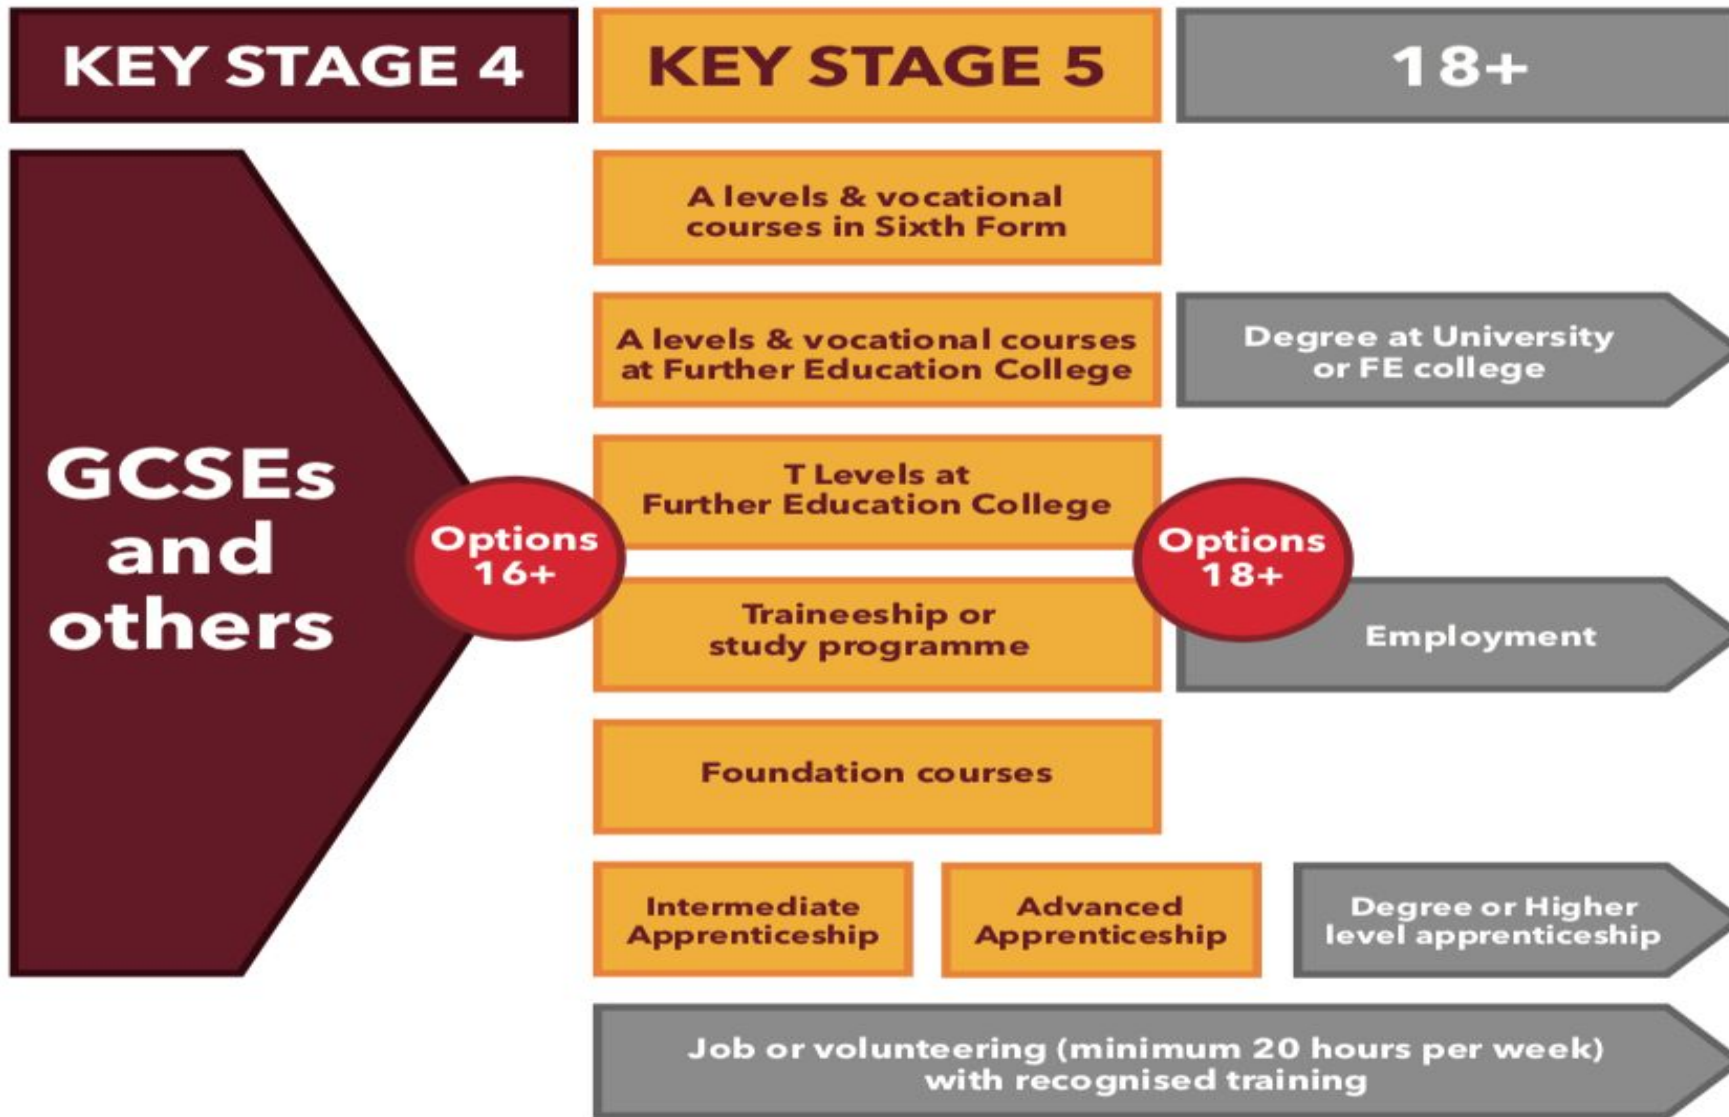 KEY STAGE 4
KEY STAGE 5
18+
GCSEs
and
others
Options
16+
A levels & vocational
courses in Sixth Form
A levels & vocational courses
at Further Education College
T Levels at
Further Education College
Traineeship or
study programme
Foundation courses
Intermediate
Apprenticeship
Advanced
Apprenticeship
Options
18+
Degree at University
or FE college
Employment
Degree or Higher
level apprenticeship
Job or volunteering (minimum 20 hours per week)
with recognised training